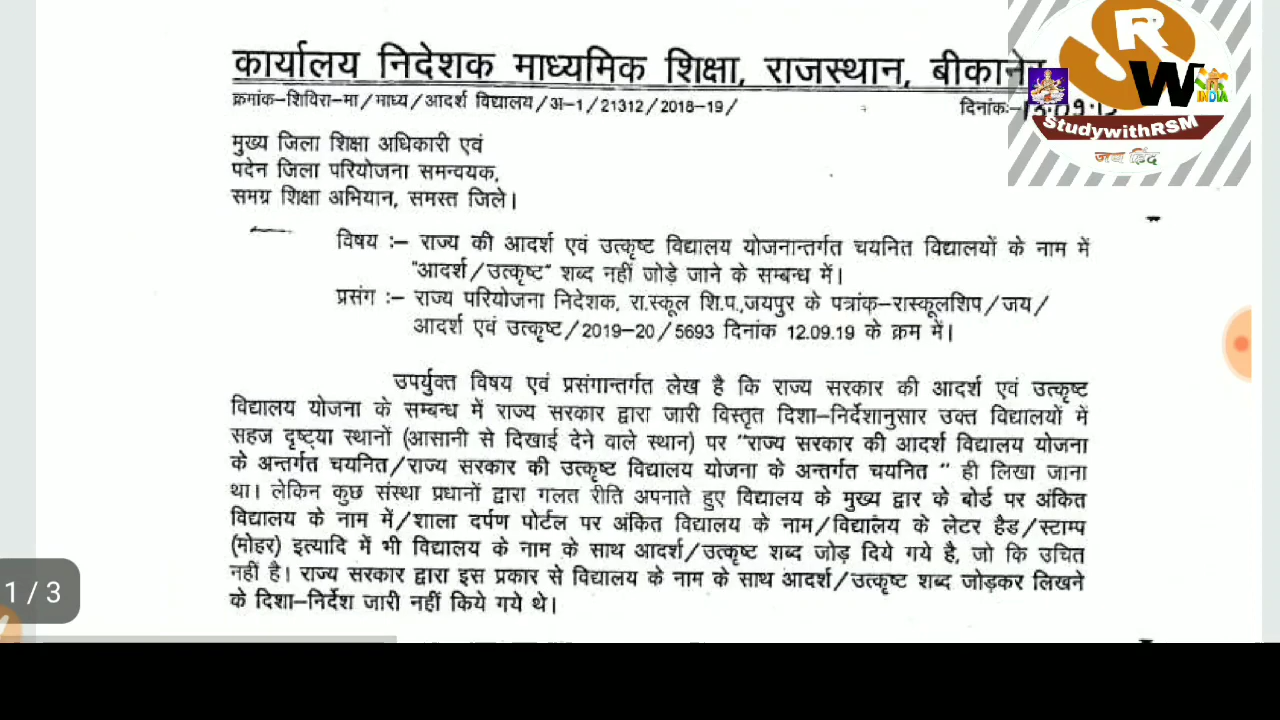 कार्यालय निदेशक माध्यमिक शिक्षा, राजस्थान, बीकानेर
क्रमांक-शिविरा-मा/माध्य/आदर्श विद्यालय/अ-1/21312/2018-19/ दिनांकः-
मुख्य जिला शिक्षा अधिकारी एवं
पदेन जिला परियोजना समन्वयक,
समग्र शिक्षा अभियान, समस्त जिले।
विषय :– राज्य की आदर्श एवं उत्कृष्ट विद्यालय योजनान्तर्गत चयनित विद्यालयों के नाम में
"आदर्श/उत्कृष्ट" शब्द नहीं जोड़े जाने के सम्बन्ध में।
प्रसंग :– राज्य परियोजना निदेशक, रा.स्कूल शि.प.,जयपुर के पत्रांक–रास्कूलशिप/जय/
आदर्श एवं उत्कृष्ट/2019–20/5693 दिनांक 12.09.19 के क्रम में।
उपर्युक्त विषय एवं प्रसंगान्तर्गत लेख है कि राज्य सरकार की आदर्श एवं उत्कृष्ट
विद्यालय योजना के सम्बन्ध में राज्य सरकार द्वारा जारी विस्तृत दिशा–निर्देशानुसार उक्त विद्यालयों में
सहज दृष्ट्या स्थानों (आसानी से दिखाई देने वाले स्थान) पर "राज्य सरकार की आदर्श विद्यालय योजना
के अन्तर्गत चयनित/राज्य सरकार की उत्कृष्ट विद्यालय योजना के अन्तर्गत चयनित " ही लिखा जाना
था। लेकिन कुछ संस्था प्रधानों द्वारा गलत रीति अपनाते हुए विद्यालय के मुख्य द्वार के बोर्ड पर अंकित
विद्यालय के नाम में/शाला दर्पण पोर्टल पर अंकित विद्यालय के नाम/विद्यालय के लेटर हैड/स्टाम्प
(मोहर) इत्यादि में भी विद्यालय के नाम के साथ आदर्श/उत्कृष्ट शब्द जोड़ दिये गये है, जो कि उचित
नहीं है। राज्य सरकार द्वारा इस प्रकार से विद्यालय के नाम के साथ आदर्श/उत्कृष्ट शब्द जोड़कर लिखने
के दिशा–निर्देश जारी नहीं किये गये थे।
R
W
INDIA
StudywithRSM
जय हिंद
1 / 3